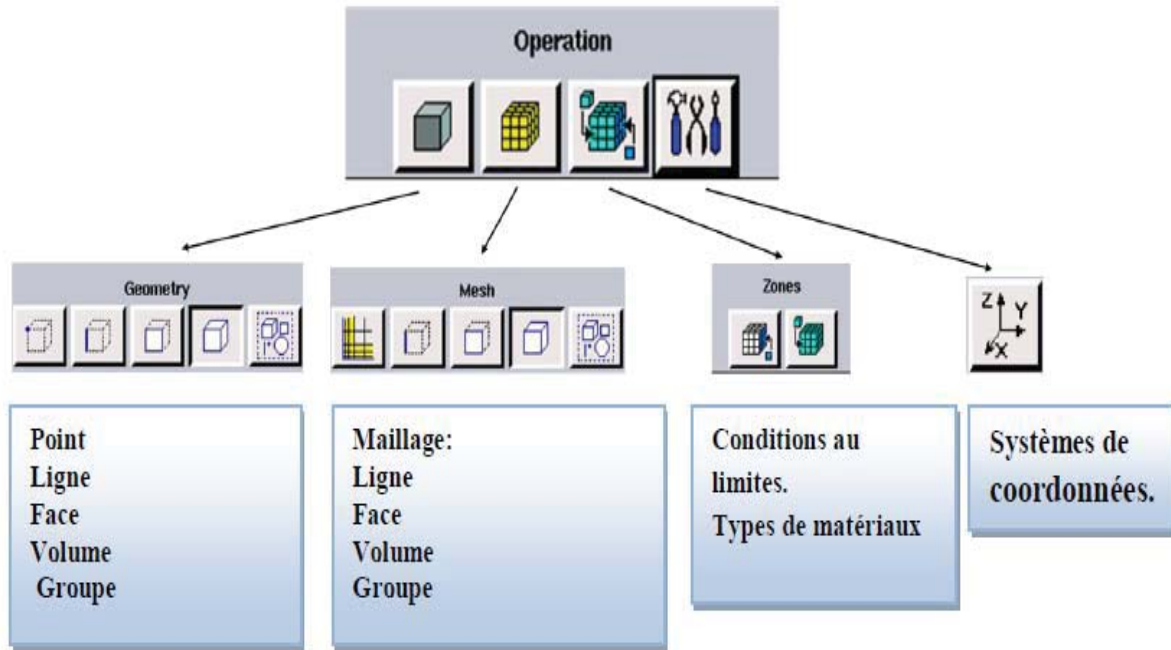 Operation
Geometry
Mesh
Zones
Z
Y
X
Point
Ligne
Face
Volume
Groupe
Maillage:
Ligne
Face
Volume
Groupe
Conditions au
limites.
Types de matériaux
Systèmes de
coordonnées.